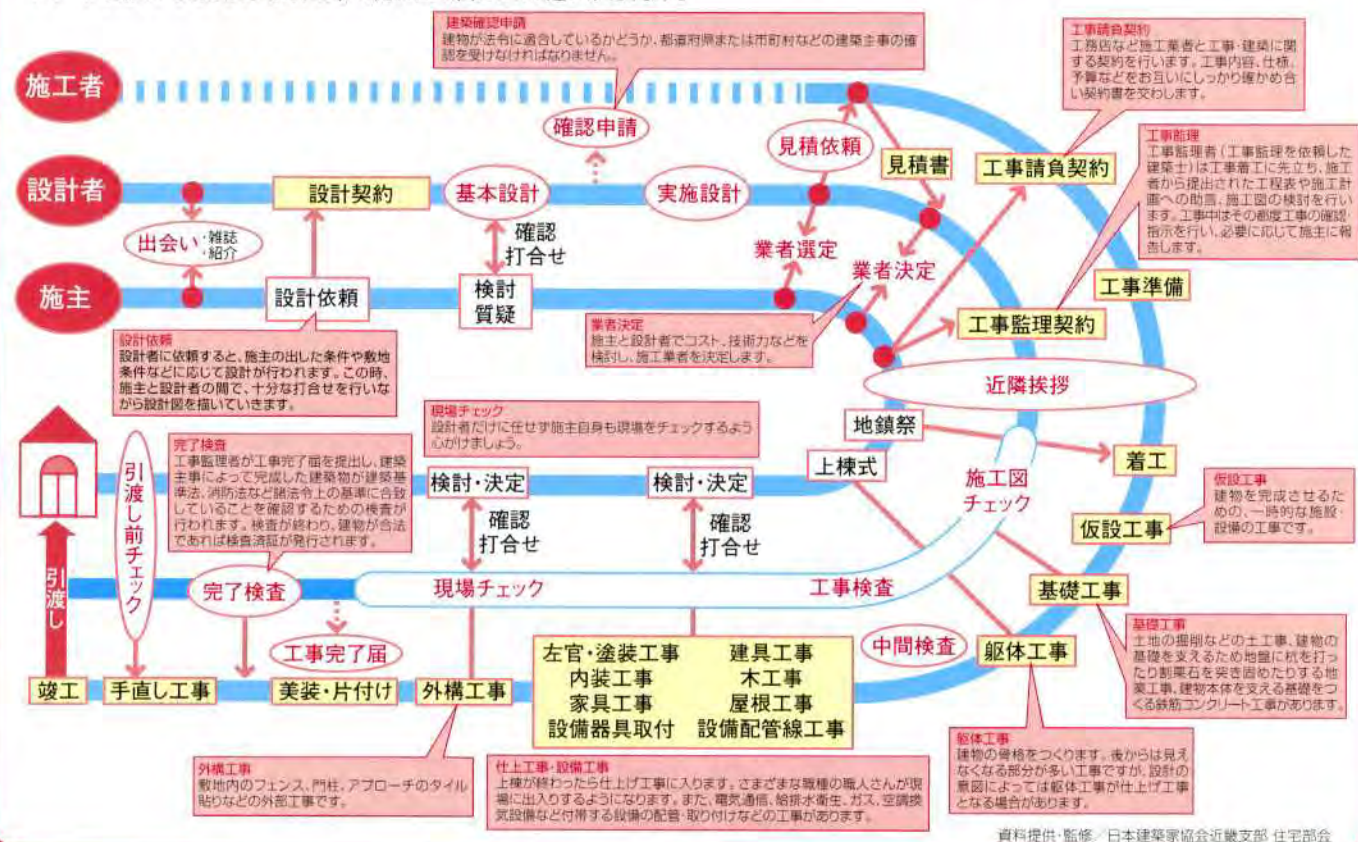 建築確認申請
建物が法令に適合しているかどうか、都道府県または市町村などの建築主事の確
認を受けなければなりません。
工事請負契約
工務店など施工業者と工事・建築に関
する契約を行います。工事内容、仕様、
予算などをお互いにしっかり確かめ合
い契約書を交わします。
施工者
確認申請
見積依頼
見積書
工事請負契約
工事監理
工事監理者(工事監理を依頼した
建築士)は工事着工に先立ち、施工
者から提出された工程表や施工計
画への助言、施工図の検討を行い
ます。工事中はその都度工事の確認・
指示を行い、必要に応じて施主に報
告します。
設計者
設計契約
基本設計
実施設計
出会い
・雑誌
・紹介
確認
打合せ
業者選定
業者決定
施主
設計依頼
検討
質疑
工事準備
工事監理契約
設計依頼
設計者に依頼すると、施主の出した条件や敷地
条件などに応じて設計が行われます。この時、
施主と設計者の間で、十分な打合せを行いな
がら設計図を描いていきます。
業者決定
施主と設計者でコスト、技術力などを
検討し、施工業者を決定します。
近隣挨拶
現場チェック
設計者だけに任せず施主自身も現場をチェックするよう
心がけましょう。
地鎮祭
上棟式
着工
引渡し前チェック
完了検査
工事監理者が工事完了届を提出し、建築
主事によって完成した建築物が建築基
準法、消防法など諸法令上の基準に合致
していることを確認するための検査が
行われます。検査が終わり、建物が合法
であれば検査済証が発行されます。
検討・決定
検討・決定
施工図
チェック
仮設工事
建物を完成させるた
めの、一時的な施設・
設備の工事です。
確認
打合せ
確認
打合せ
仮設工事
引渡し
完了検査
現場チェック
工事検査
基礎工事
基礎工事
土地の掘削などの土工事、建物の
基礎を支えるため地盤に杭を打っ
たり割栗石を突き固めたりする地
業工事、建物本体を支える基礎をつ
くる鉄筋コンクリート工事があります。
工事完了届
左官・塗装工事
建具工事
内装工事
木工事
家具工事
屋根工事
設備器具取付
設備配管線工事
中間検査
躯体工事
竣工
手直し工事
美装・片付け
外構工事
躯体工事
建物の骨格をつくります。後からは見え
なくなる部分が多い工事ですが、設計の
意図によっては躯体工事が仕上げ工事
となる場合があります。
外構工事
敷地内のフェンス、門柱、アプローチのタイル
貼りなどの外部工事です。
仕上工事・設備工事
上棟が終わったら仕上げ工事に入ります。さまざまな職種の職人さんが現
場に出入りするようになります。また、電気通信、給排水衛生、ガス、空調換
気設備など付帯する設備の配管・取り付けなどの工事があります。
資料提供・監修/日本建築家協会近畿支部 住宅部会